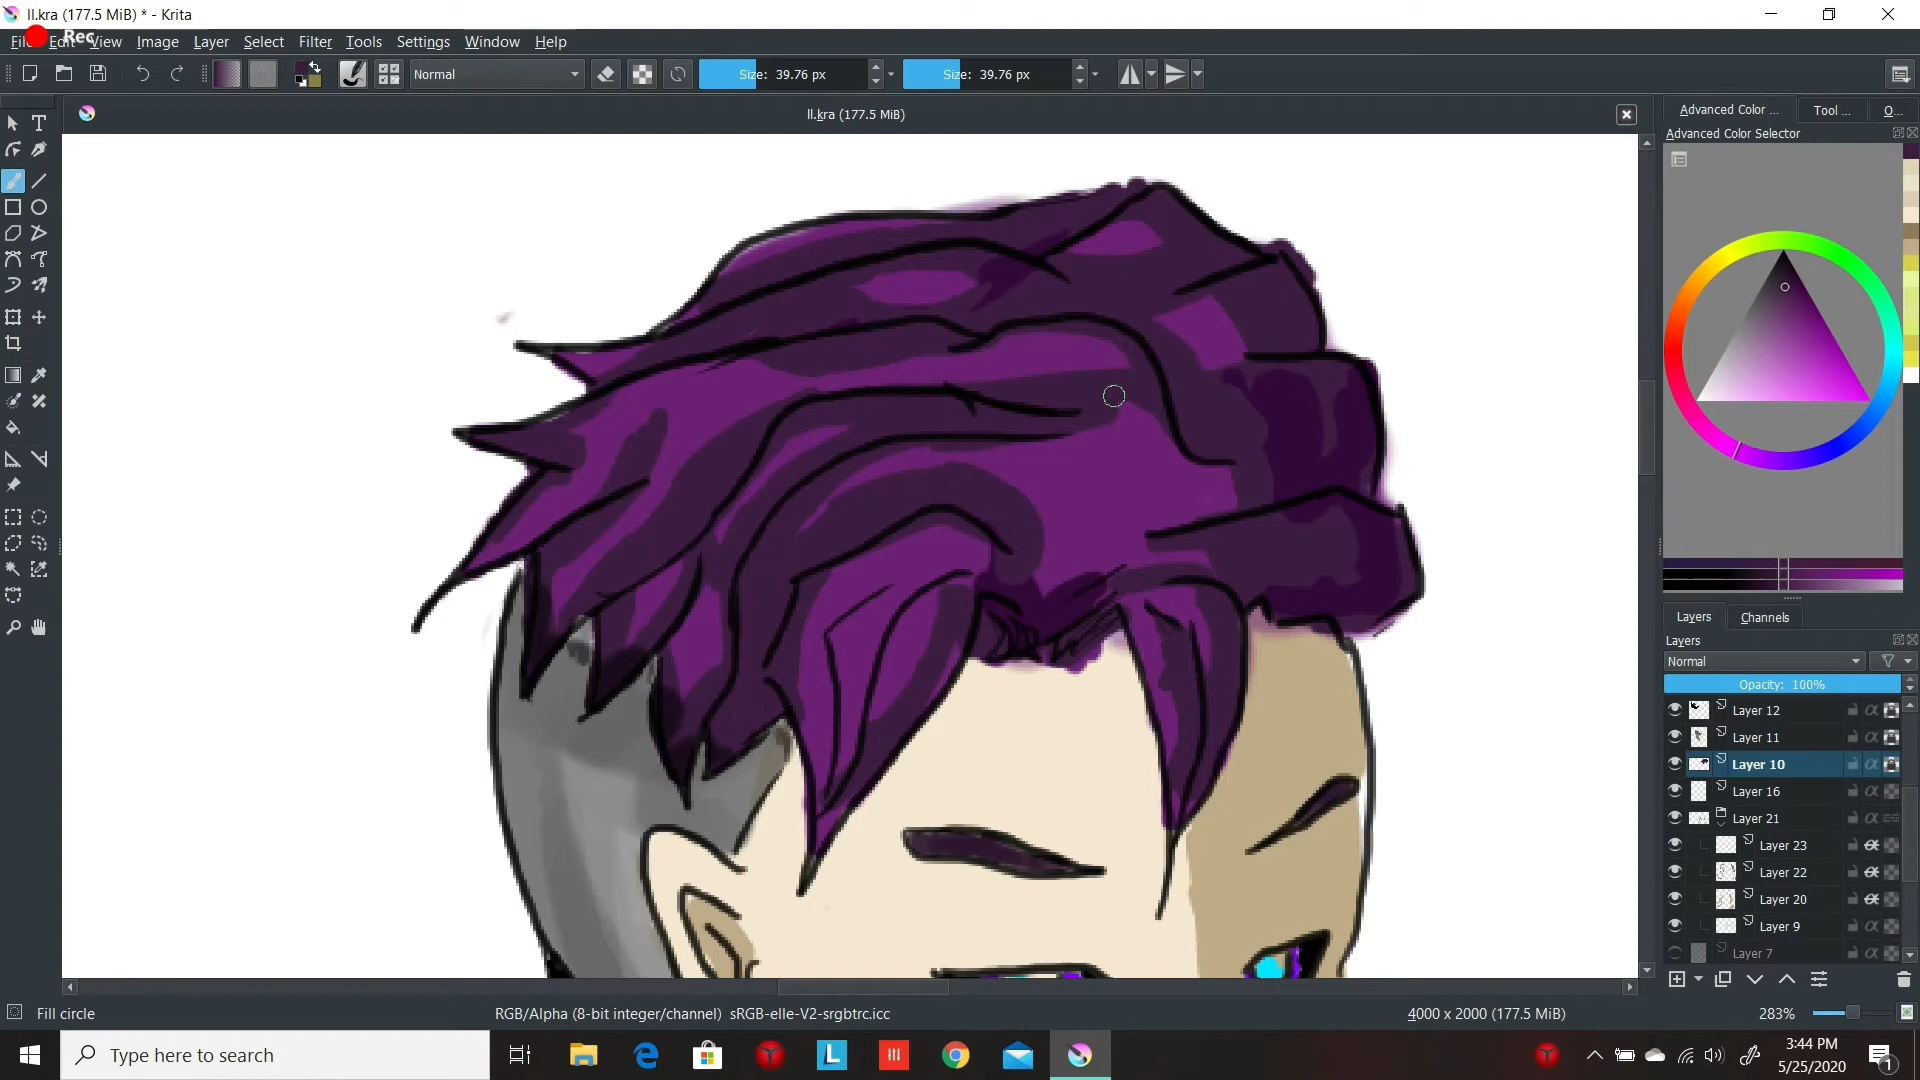 ll.kra (177.5 MiB) * - Krita
Rec
File Edit View Image Layer Select Filter Tools Settings Window Help
Normal Size: 39.76 px Size: 39.76 px
ll.kra (177.5 MiB)
Advanced Color ... Tool ... O...
Advanced Color Selector
Layers Channels
Layers
Normal
Opacity: 100%
Layer 12
Layer 11
Layer 10
Layer 16
Layer 21
Layer 23
Layer 22
Layer 20
Layer 9
Layer 7
Fill circle RGB/Alpha (8-bit integer/channel) sRGB-elle-V2-srgbtrc.icc 4000 x 2000 (177.5 MiB) 283%
Type here to search
L
3:44 PM
5/25/2020
1